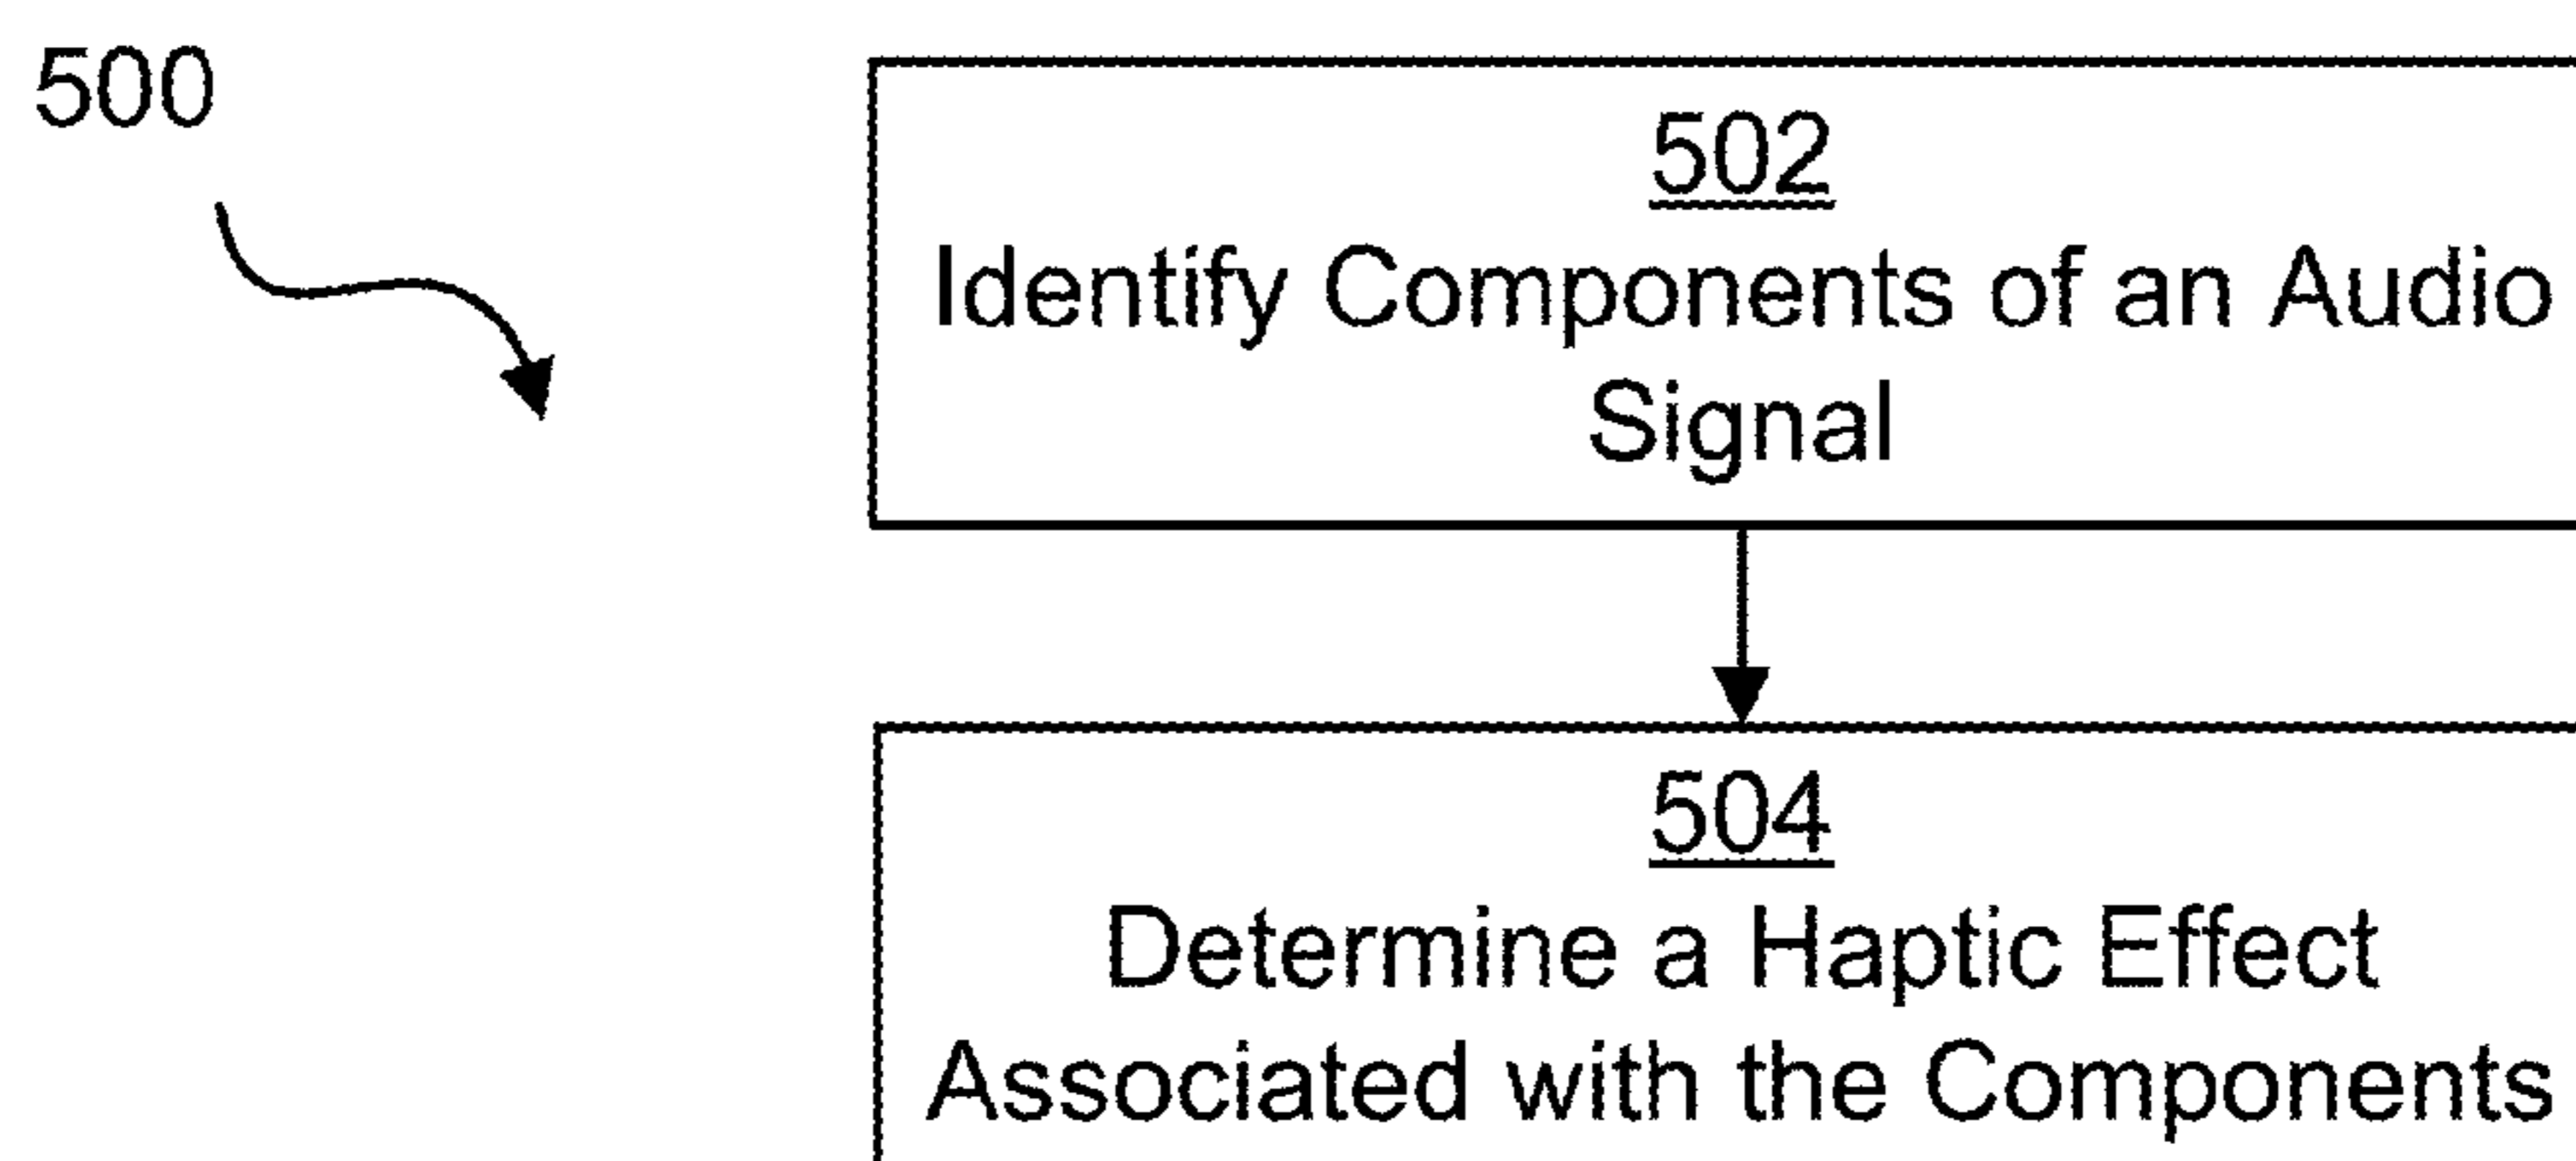 500
502
Identify Components of an Audio
Signal
504
Determine a Haptic Effect
Associated with the Components